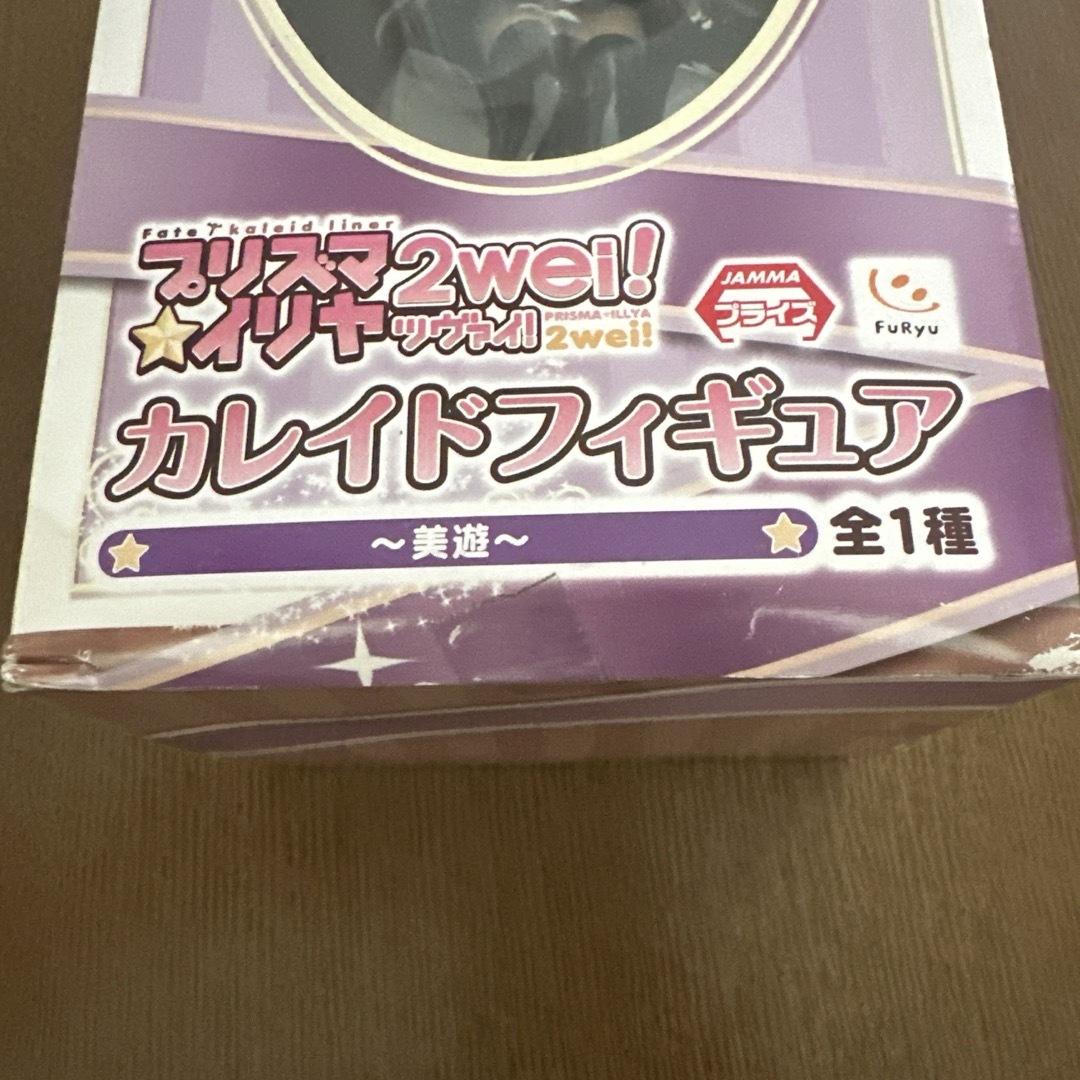 Fate kaleid liner
プリズマ 2wei!
☆イリヤ ツヴァイ! PRISMA☆ILLYA 2wei!
JAMMA
プライズ
FuRyu
カレイドフィギュア
～美遊～
全1種